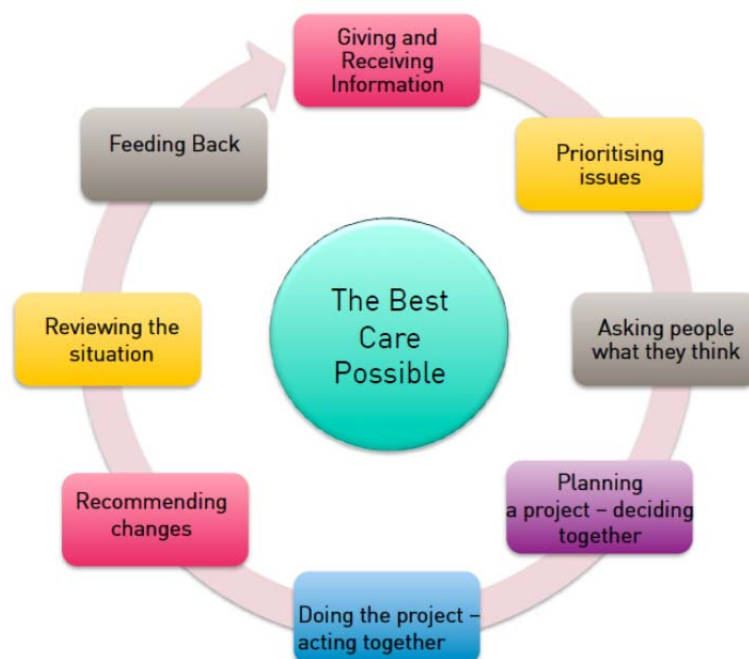 Giving and
Receiving
Information
Prioritising
issues
Asking people
what they think
Planning
a project – deciding
together
Doing the project –
acting together
Recommending
changes
Reviewing the
situation
Feeding Back
The Best
Care
Possible